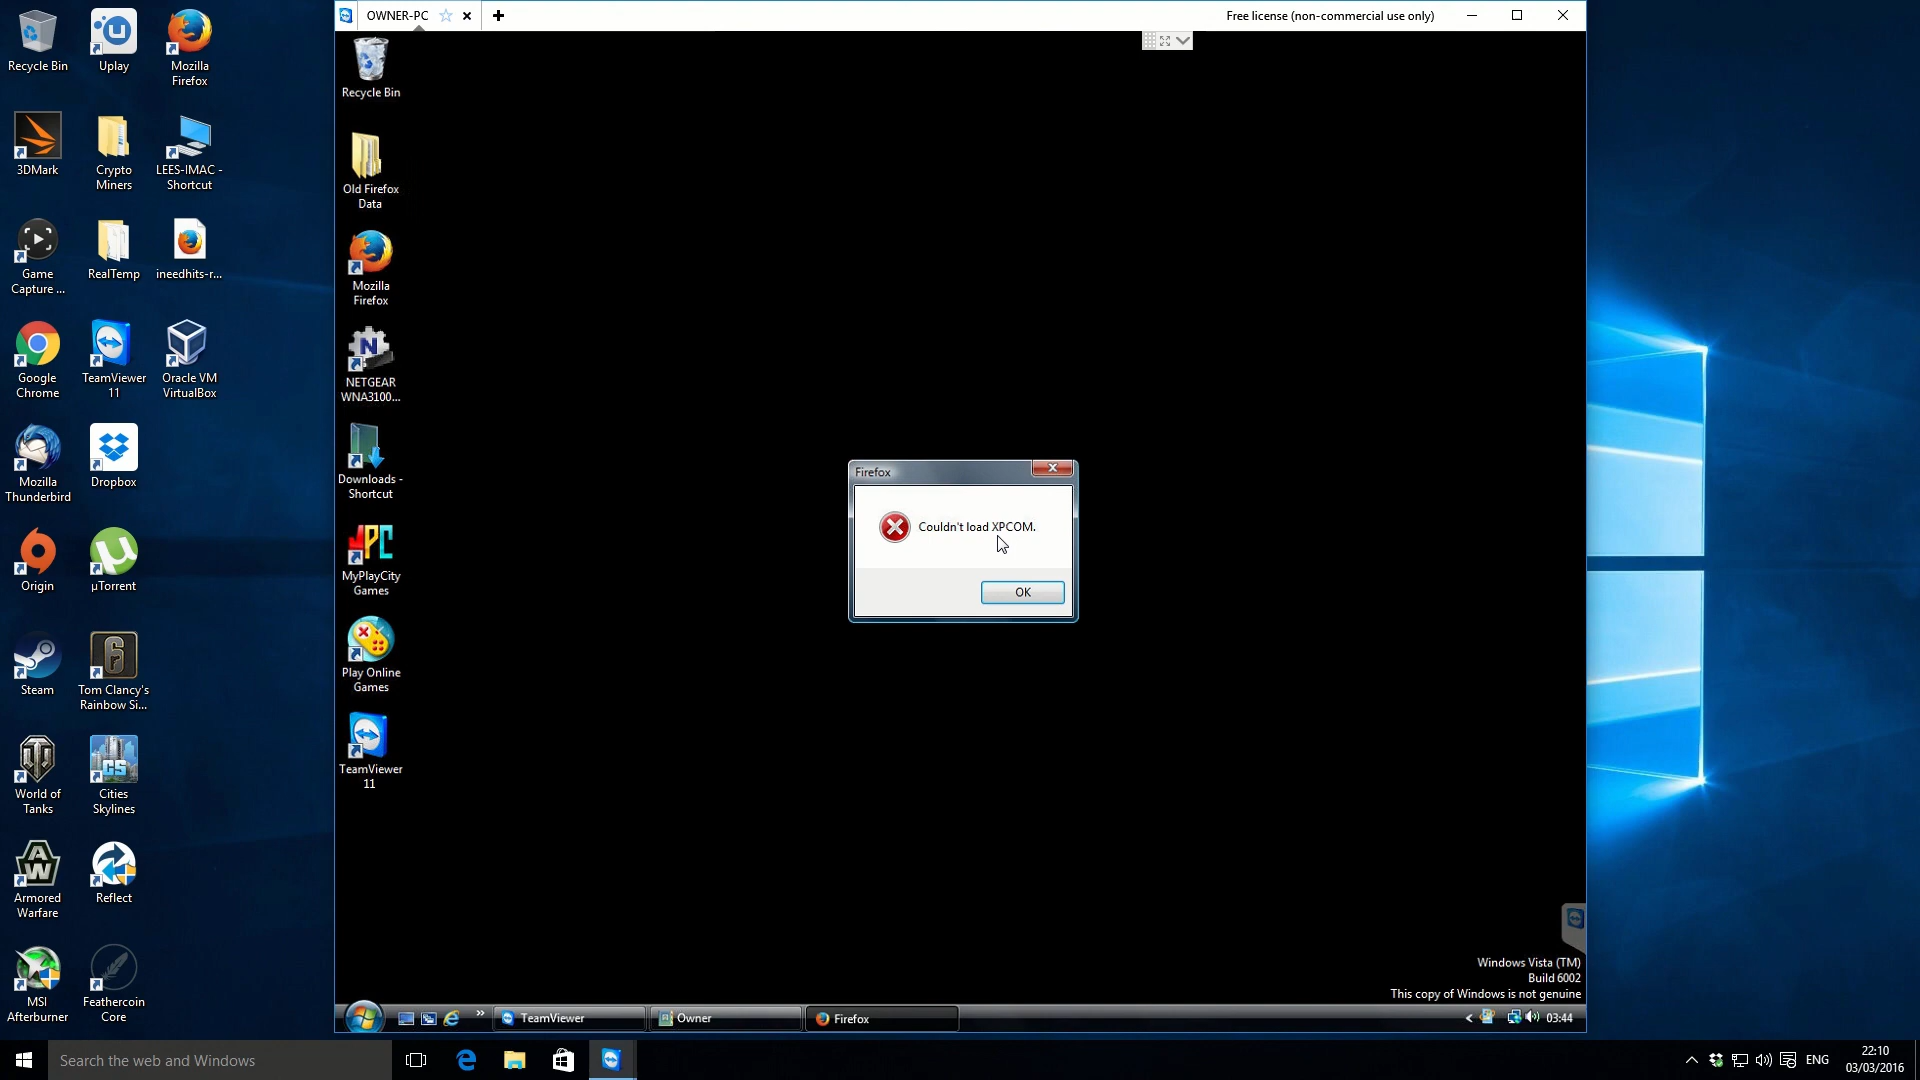 Recycle Bin
Uplay
Mozilla
Firefox
3DMark
Crypto
Miners
LEES-IMAC -
Shortcut
Game
Capture ...
RealTemp
ineedhits-r...
Google
Chrome
TeamViewer
11
Oracle VM
VirtualBox
Mozilla
Thunderbird
Dropbox
Origin
µTorrent
Steam
Tom Clancy's
Rainbow Si...
World of
Tanks
Cities
Skylines
Armored
Warfare
Reflect
MSI
Afterburner
Feathercoin
Core
OWNER-PC
Free license (non-commercial use only)
Recycle Bin
Old Firefox
Data
Mozilla
Firefox
NETGEAR
WNA3100...
Downloads -
Shortcut
MyPlayCity
Games
Play Online
Games
TeamViewer
11
Firefox
Couldn't load XPCOM.
OK
Windows Vista (TM)
Build 6002
This copy of Windows is not genuine
TeamViewer
Owner
Firefox
03:44
Search the web and Windows
ENG
22:10
03/03/2016